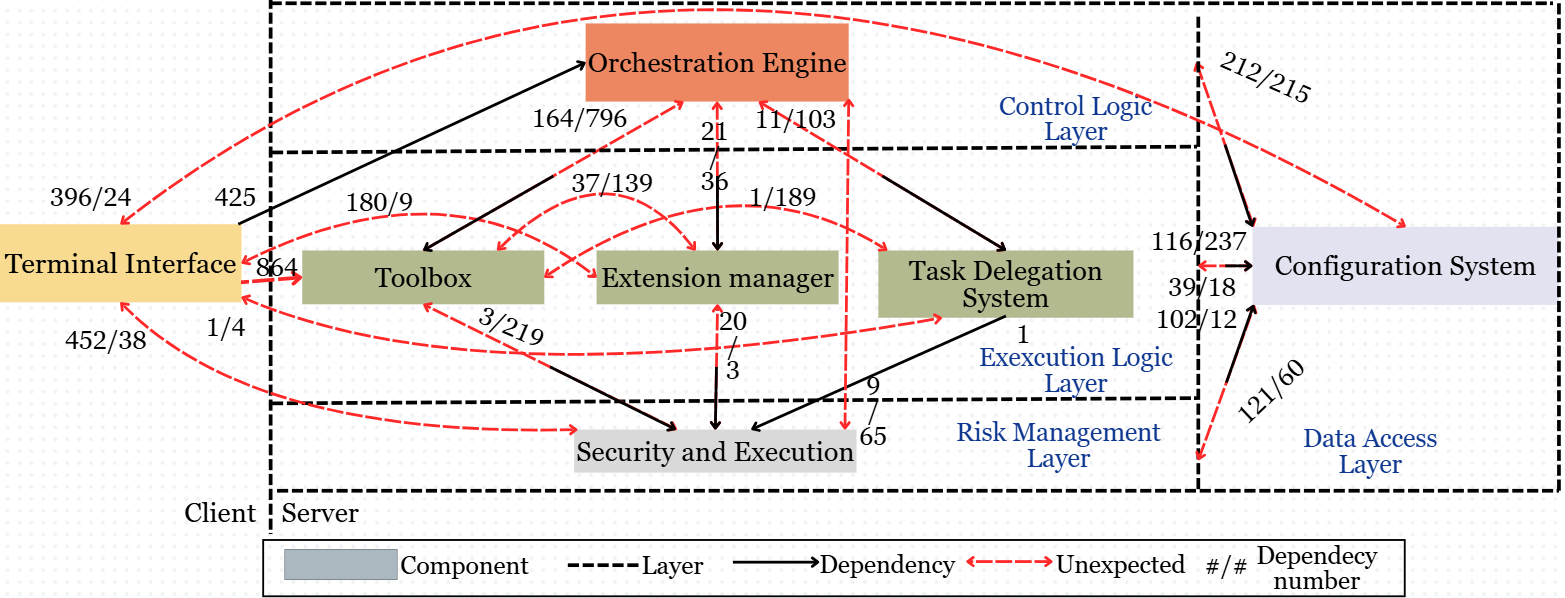 212/215
Orchestration Engine
164/796
11/103
Control Logic
Layer
21
/
36
396/24
425
180/9
37/139
1/189
116/237
Terminal Interface
864
Toolbox
Extension manager
Task Delegation
System
Configuration System
39/18
102/12
452/38
1/4
3/219
20
/
3
1
Exexcution Logic
Layer
9
/
65
121/60
Security and Execution
Risk Management
Layer
Data Access
Layer
Client
Server
Component
Layer
Dependency
Unexpected
#/#
Dependecy
number